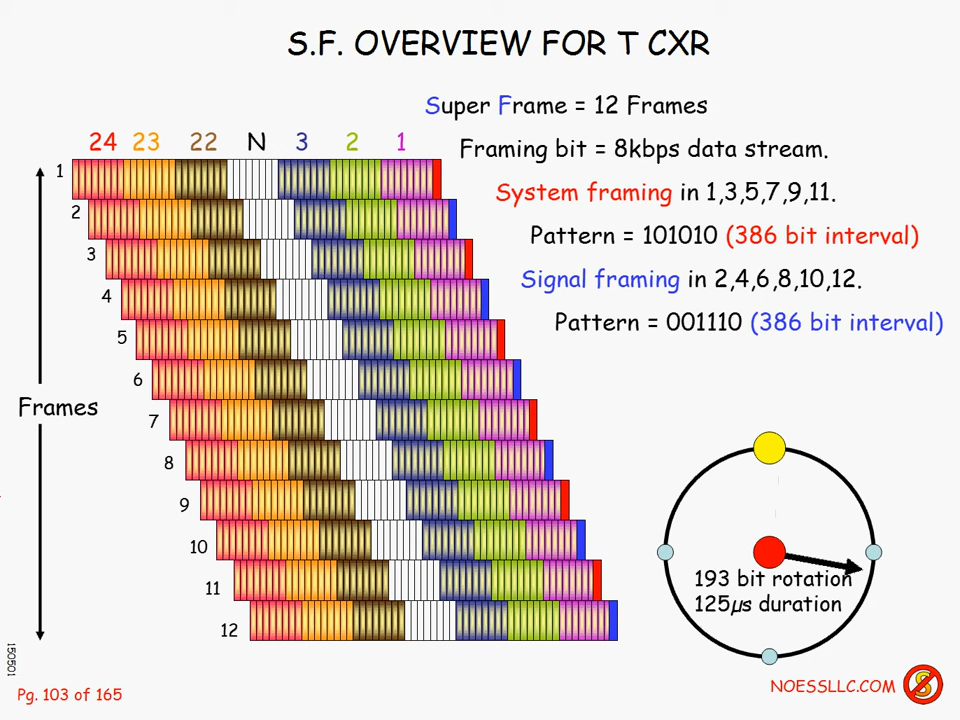 S.F. OVERVIEW FOR T CXR
Super Frame = 12 Frames
Framing bit = 8kbps data stream.
System framing in 1,3,5,7,9,11.
Pattern = 101010 (386 bit interval)
Signal framing in 2,4,6,8,10,12.
Pattern = 001110 (386 bit interval)
24 23 22 N 3 2 1
1
2
3
4
5
6
7
8
9
10
11
12
Frames
193 bit rotation
125µs duration
150501
Pg. 103 of 165
NOESSLLC.COM
S